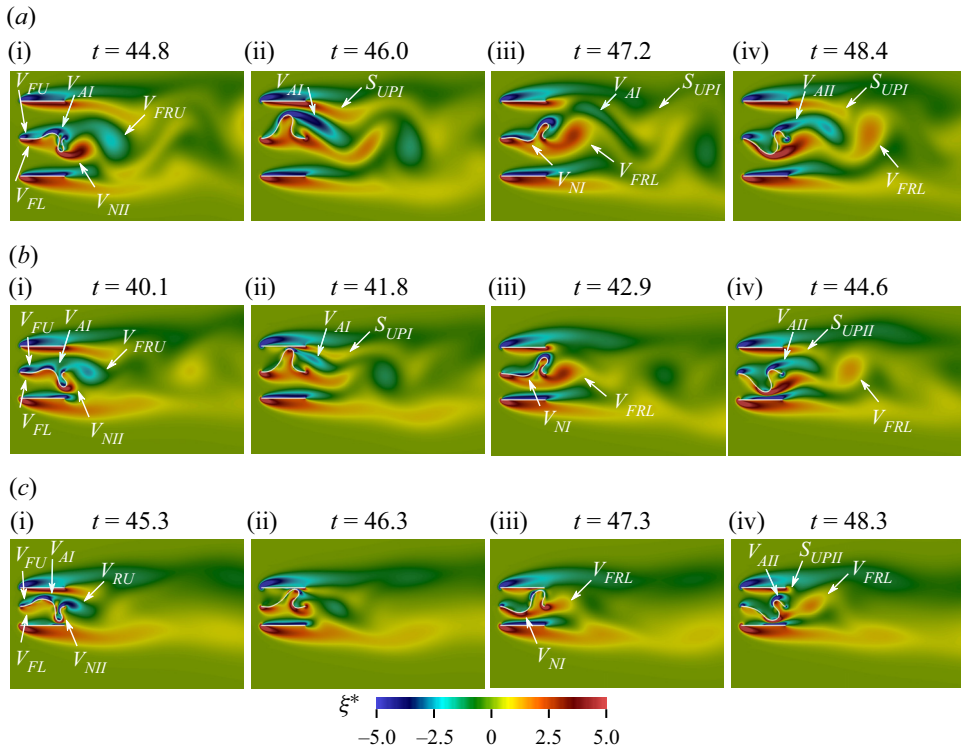 (a)
(i) t = 44.8 (ii) t = 46.0 (iii) t = 47.2 (iv) t = 48.4
V_FU V_AI V_FRU V_FL V_NII
V_AI S_UPI
V_AI S_UPI V_NI V_FRL
V_AII S_UPI V_FRL
(b)
(i) t = 40.1 (ii) t = 41.8 (iii) t = 42.9 (iv) t = 44.6
V_FU V_AI V_FRU V_FL V_NII
V_AI S_UPI
V_NI V_FRL
V_AII S_UPII V_FRL
(c)
(i) t = 45.3 (ii) t = 46.3 (iii) t = 47.3 (iv) t = 48.3
V_FU V_AI V_RU V_FL V_NII
V_FRL V_NI
V_AII S_UPII V_FRL
ξ*
–5.0 –2.5 0 2.5 5.0